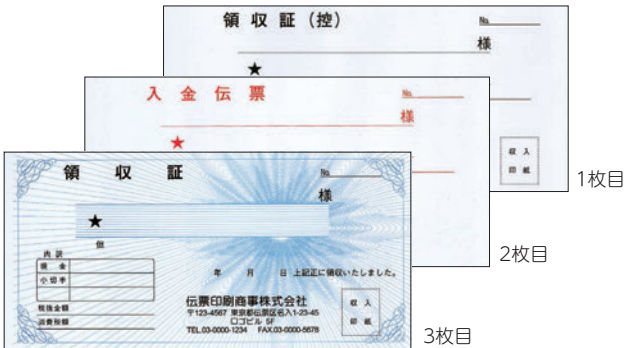 領収証（控）
No.
様
★
収入
印紙
1枚目
入金伝票
No.
様
★
2枚目
領収証
No.
様
★
但
内訳
現金
小切手
税抜金額
消費税額
年 月 日 上記正に領収いたしました。
伝票印刷商事株式会社
〒123-4567 東京都伝票区名入1-23-45
ロゴビル 5F
TEL.03-0000-1234 FAX.03-0000-5678
収入
印紙
3枚目